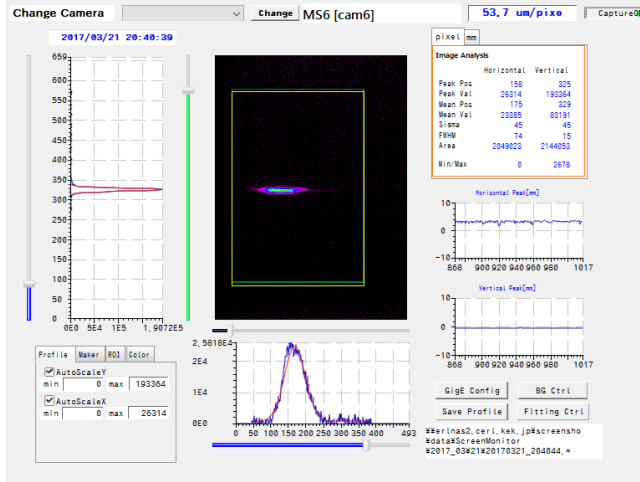 Change Camera Change MS6 [cam6] 53.7 um/pixe CaptureO
2017/03/21 20:40:39
pixel mm
Image Analysis
Horizontal Vertical
Peak Pos 158 325
Peak Val 26314 193364
Mean Pos 175 329
Mean Val 23385 83191
Sigma 45 45
FWHM 74 15
Area 2049023 2144053
Min/Max 0 2678
659
600
550
500
450
400
350
300
250
200
150
100
50
0
0E0 5E4 1E5 1.9072E5
Horizontal Peak[mm]
10
0
-10
868 900 920 940 960 980 1017
Vertical Peak[mm]
10
0
-10
868 900 920 940 960 980 1017
Profile Maker ROI Color
AutoScaleY
min 0 max 193364
AutoScaleX
min 0 max 26314
2.5818E4
2E4
1E4
0E0
0 50 100 150 200 250 300 350 400 493
GigE Config BG Ctrl
Save Profile Fitting Ctrl
¥¥erlnas2.cerl.kek.jp¥screensho
¥data¥ScreenMonitor
¥2017_03¥21¥20170321_204044.*